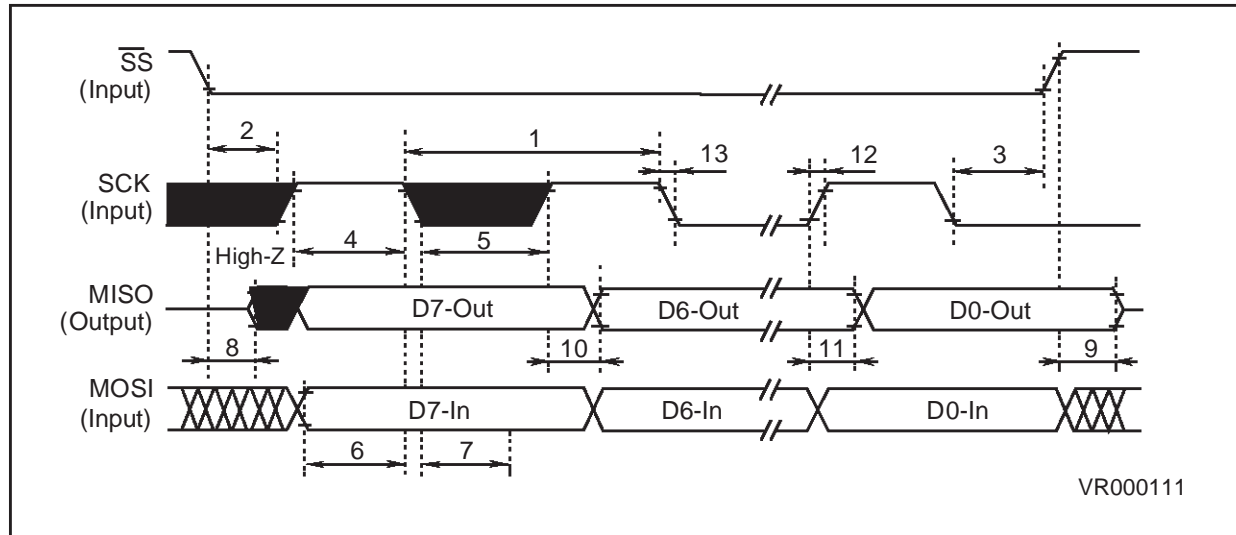 S̅S̅
(Input)
2
1
13
12
3
SCK
(Input)
High-Z
4
5
MISO
(Output)
D7-Out
D6-Out
D0-Out
8
10
11
9
MOSI
(Input)
D7-In
D6-In
D0-In
6
7
VR000111